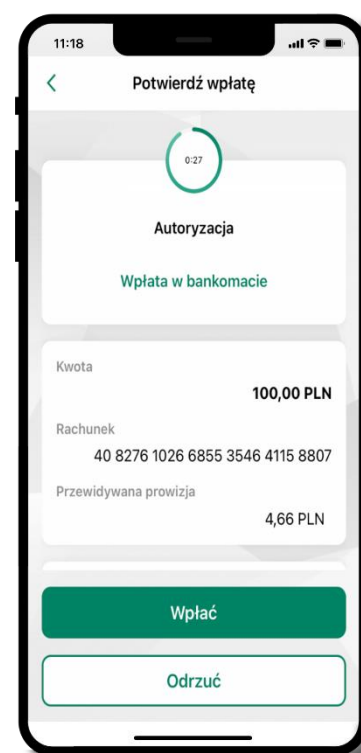 11:18
Potwierdź wpłatę
0:27
Autoryzacja
Wpłata w bankomacie
Kwota
100,00 PLN
Rachunek
40 8276 1026 6855 3546 4115 8807
Przewidywana prowizja
4,66 PLN
Wpłać
Odrzuć